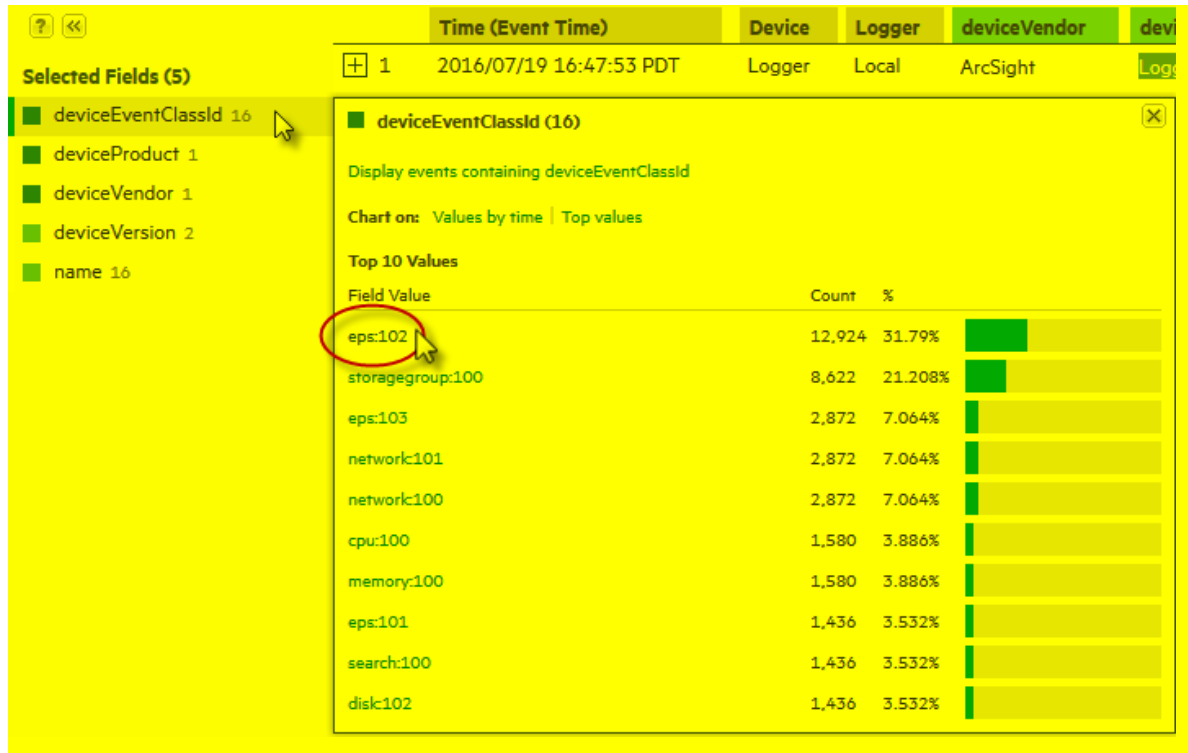 ? «
Time (Event Time) Device Logger deviceVendor devi
1 2016/07/19 16:47:53 PDT Logger Local ArcSight Logg
Selected Fields (5)
deviceEventClassId 16
deviceProduct 1
deviceVendor 1
deviceVersion 2
name 16
deviceEventClassId (16)
Display events containing deviceEventClassId
Chart on: Values by time | Top values
Top 10 Values
Field Value Count %
eps:102 12,924 31.79%
storagegroup:100 8,622 21.208%
eps:103 2,872 7.064%
network:101 2,872 7.064%
network:100 2,872 7.064%
cpu:100 1,580 3.886%
memory:100 1,580 3.886%
eps:101 1,436 3.532%
search:100 1,436 3.532%
disk:102 1,436 3.532%